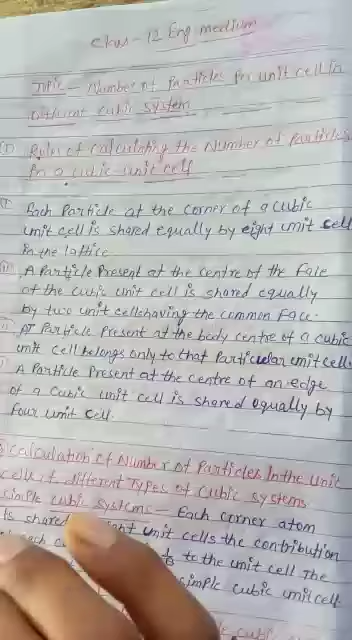 Class-12 Eng medium
Topic - Number of Particles Per unit cell in
Different cubic system
(I) Rules of calculating the Number of Particles
in a cubic unit cell
Each Particle at the corner of a cubic
unit cell is shared equally by eight unit cell
in the lattice
A Particle Present at the centre of the face
of the cubic unit cell is shared equally
by two unit cell having the common Face.
A Particle Present at the body centre of a cubic
unit cell belongs only to that Particular unit cell.
A Particle Present at the centre of an edge
of a cubic unit cell is shared equally by
Four unit cell.
Calculation of Number of Particles In the unit
cell of different Types of cubic systems
simple cubic systems - Each corner atom
Is shared unit cells the contribution
1/8 to the unit cell The
simple cubic unit cell
cubic